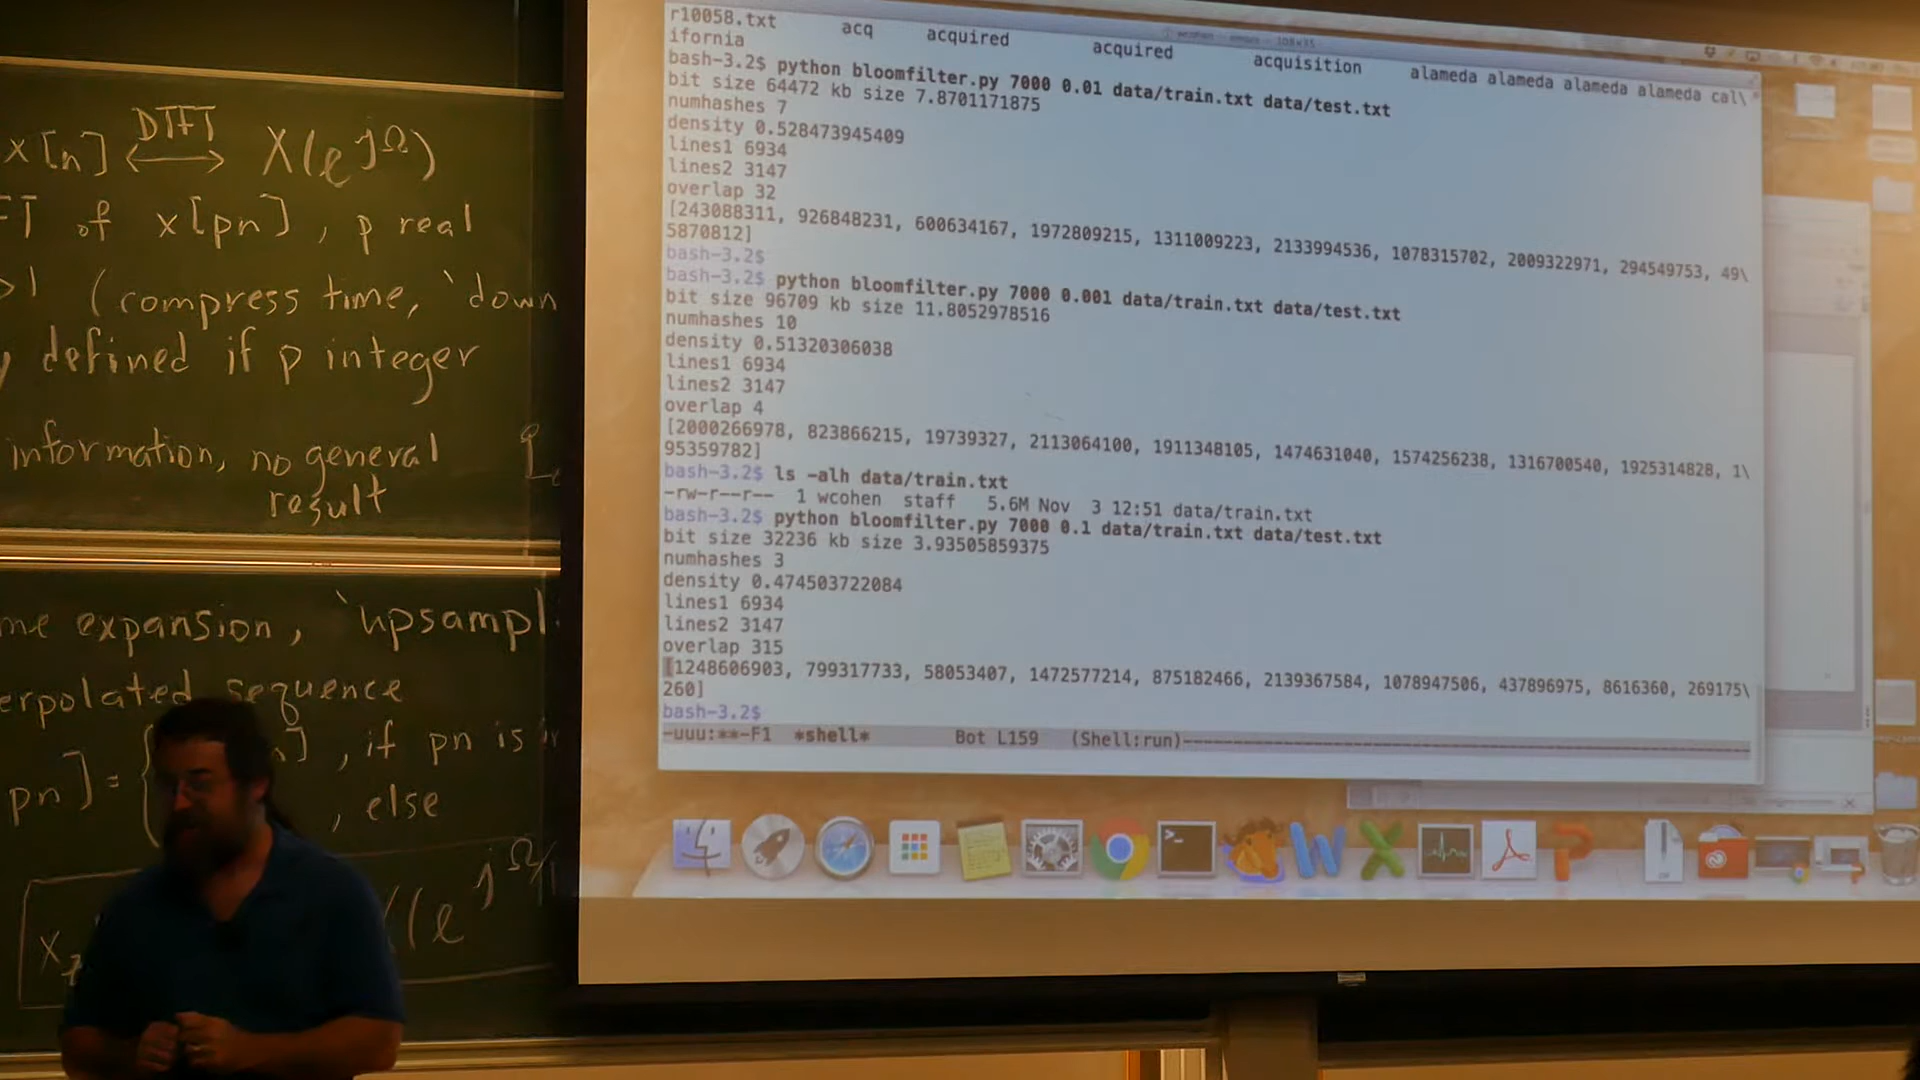 x[n] DTFT X(e^jΩ)
FT of x[pn], p real
>1 (compress time, 'down
y defined if p integer
information, no general
result
me expansion, 'upsampl
erpolated sequence
n], if pn is
pn] = {
, else
r10058.txt acq acquired acquired acquisition alameda alameda alameda alameda alameda cal\
ifornia
bash-3.2$ python bloomfilter.py 7000 0.01 data/train.txt data/test.txt
bit size 64472 kb size 7.8701171875
numhashes 7
density 0.528473945409
lines1 6934
lines2 3147
overlap 32
[243088311, 926848231, 600634167, 1972809215, 1311009223, 2133994536, 1078315702, 2009322971, 294549753, 49\
5870812]
bash-3.2$
bash-3.2$ python bloomfilter.py 7000 0.001 data/train.txt data/test.txt
bit size 96709 kb size 11.8052978516
numhashes 10
density 0.51320306038
lines1 6934
lines2 3147
overlap 4
[2000266978, 823866215, 19739327, 2113064100, 1911348105, 1474631040, 1574256238, 1316700540, 1925314828, 1\
95359782]
bash-3.2$ ls -alh data/train.txt
-rw-r--r-- 1 wcohen staff 5.6M Nov 3 12:51 data/train.txt
bash-3.2$ python bloomfilter.py 7000 0.1 data/train.txt data/test.txt
bit size 32236 kb size 3.93505859375
numhashes 3
density 0.474503722084
lines1 6934
lines2 3147
overlap 315
[1248606903, 799317733, 58053407, 1472577214, 875182466, 2139367584, 1078947506, 437896975, 8616360, 269175\
260]
bash-3.2$
-uuu:**-F1 *shell* Bot L159 (Shell:run)